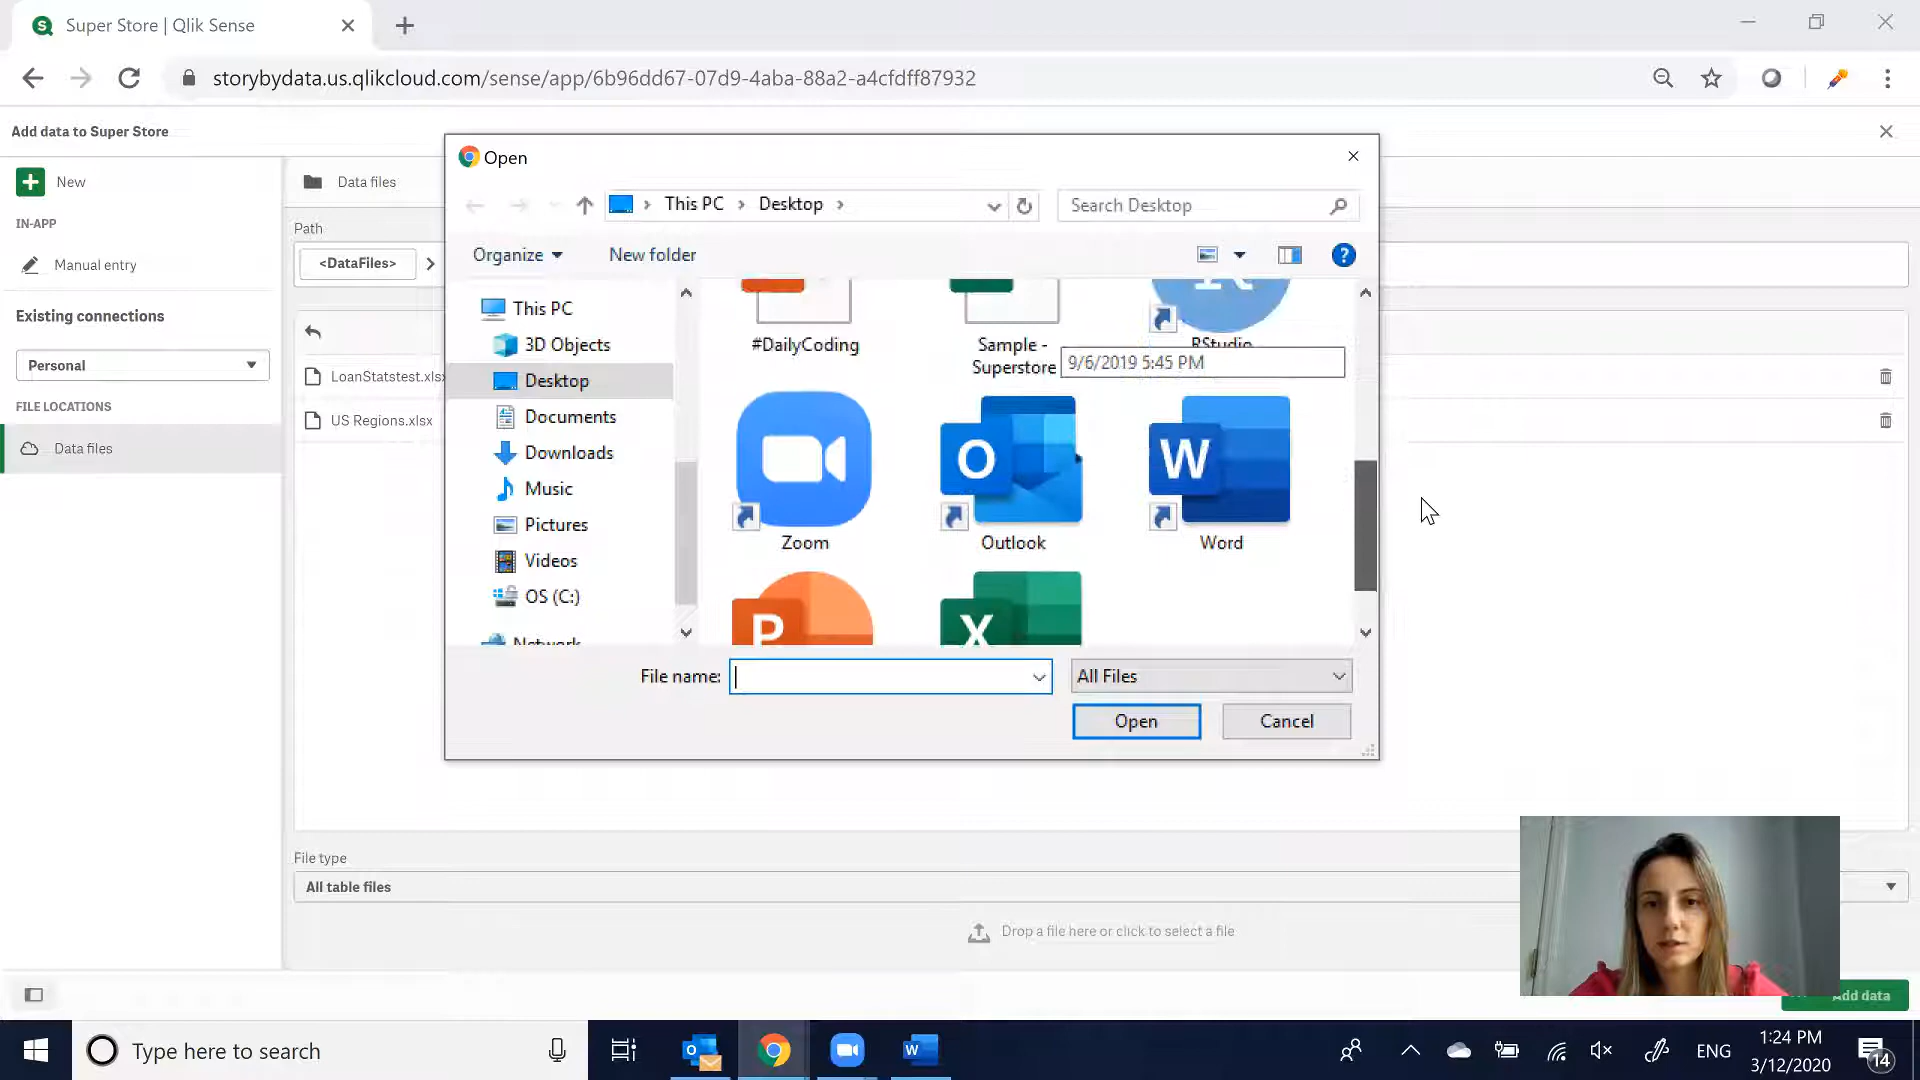 Super Store | Qlik Sense
storybydata.us.qlikcloud.com/sense/app/6b96dd67-07d9-4aba-88a2-a4cfdff87932
Add data to Super Store
New
IN-APP
Manual entry
Existing connections
Personal
FILE LOCATIONS
Data files
Data files
Path
<DataFiles>
LoanStatstest.xlsx
US Regions.xlsx
Open
This PC
Desktop
Search Desktop
Organize
New folder
This PC
3D Objects
Desktop
Documents
Downloads
Music
Pictures
Videos
OS (C:)
Network
#DailyCoding
Sample -
Superstore
RStudio
9/6/2019 5:45 PM
Zoom
Outlook
Word
File name:
All Files
Open
Cancel
File type
All table files
Drop a file here or click to select a file
Add data
Type here to search
ENG
1:24 PM
3/12/2020
14